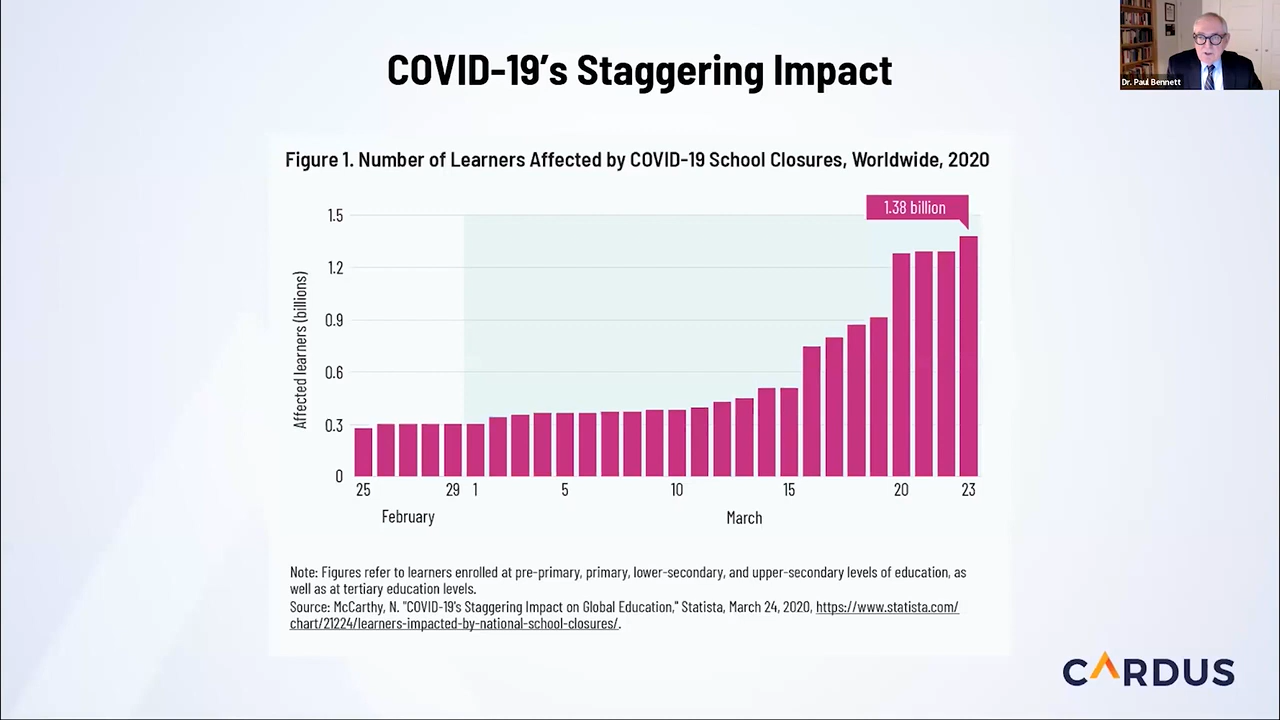 COVID-19’s Staggering Impact
Dr. Paul Bennett
Figure 1. Number of Learners Affected by COVID-19 School Closures, Worldwide, 2020
1.38 billion
Affected learners (billions)
1.5
1.2
0.9
0.6
0.3
0
25 29 1 5 10 15 20 23
February March
Note: Figures refer to learners enrolled at pre-primary, primary, lower-secondary, and upper-secondary levels of education, as
well as at tertiary education levels.
Source: McCarthy, N. "COVID-19's Staggering Impact on Global Education," Statista, March 24, 2020, https://www.statista.com/
chart/21224/learners-impacted-by-national-school-closures/.
CARDUS